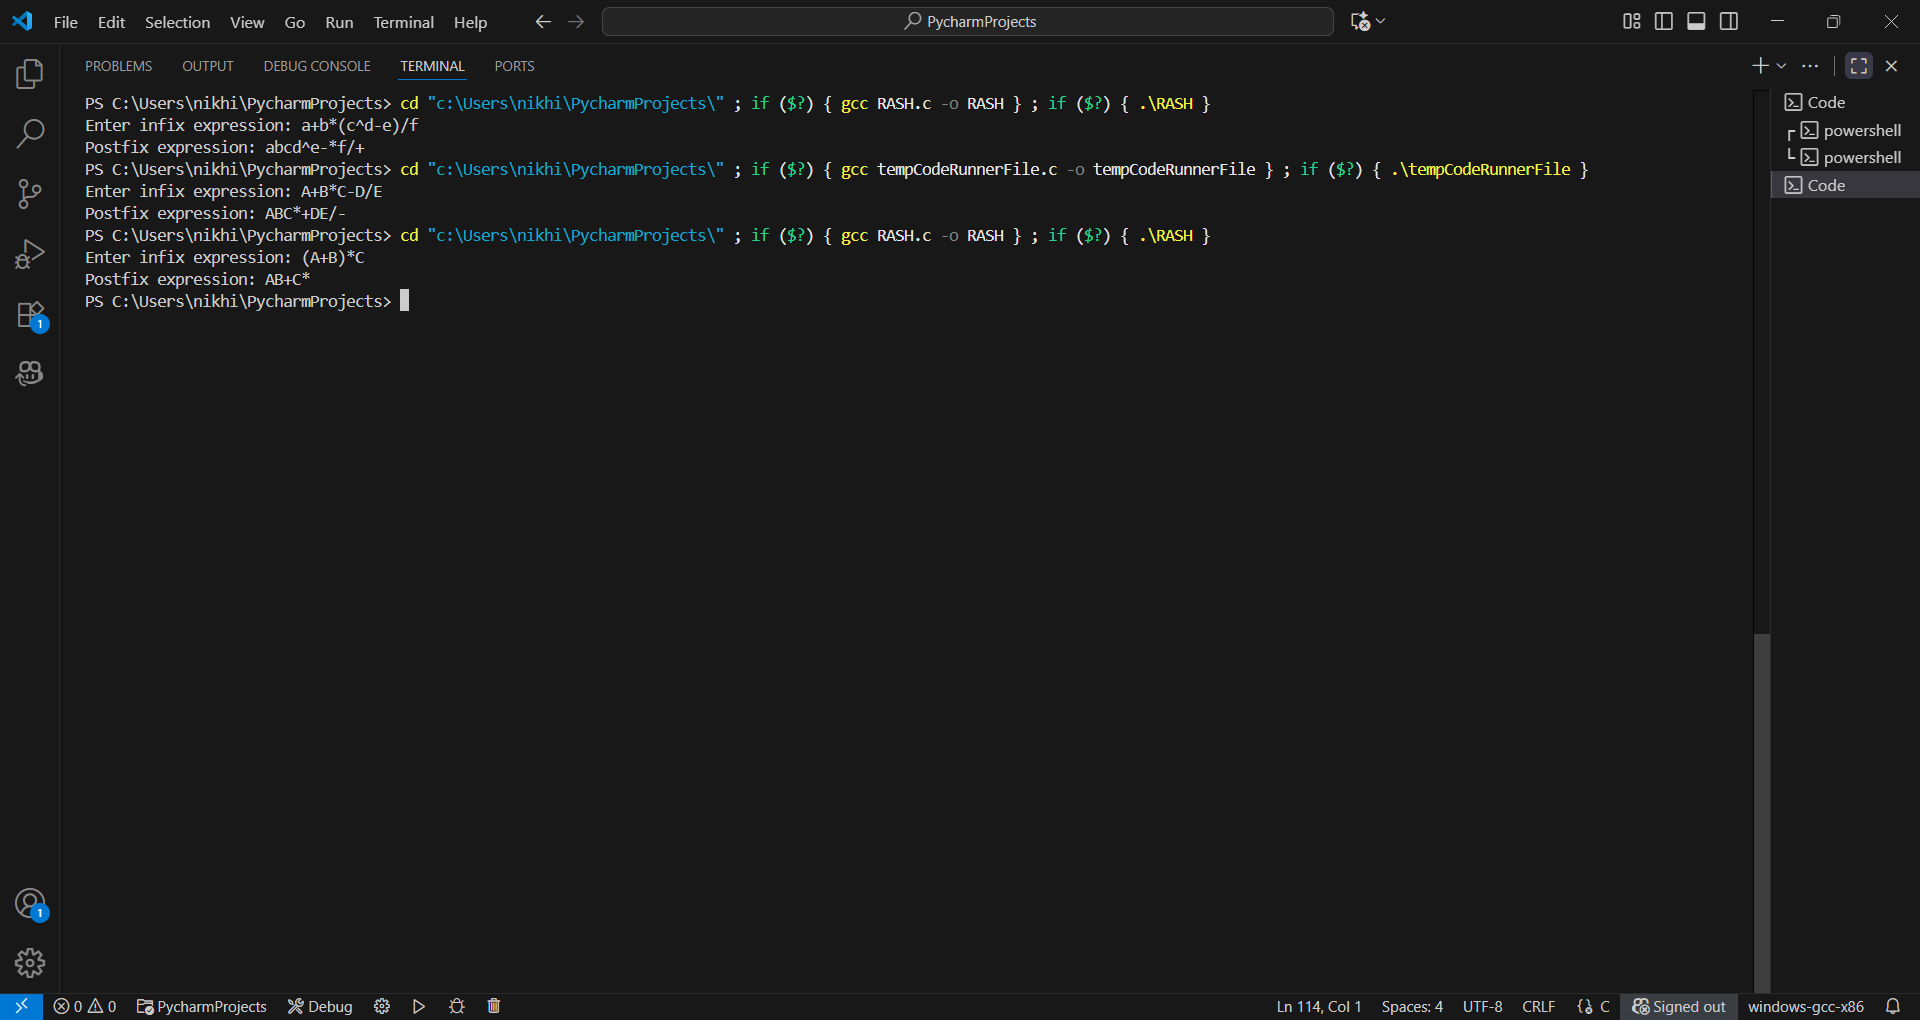 File Edit Selection View Go Run Terminal Help PycharmProjects
PROBLEMS OUTPUT DEBUG CONSOLE TERMINAL PORTS
PS C:\Users\nikhi\PycharmProjects> cd "c:\Users\nikhi\PycharmProjects\" ; if ($?) { gcc RASH.c -o RASH } ; if ($?) { .\RASH }
Enter infix expression: a+b*(c^d-e)/f
Postfix expression: abcd^e-*f/+
PS C:\Users\nikhi\PycharmProjects> cd "c:\Users\nikhi\PycharmProjects\" ; if ($?) { gcc tempCodeRunnerFile.c -o tempCodeRunnerFile } ; if ($?) { .\tempCodeRunnerFile }
Enter infix expression: A+B*C-D/E
Postfix expression: ABC*+DE/-
PS C:\Users\nikhi\PycharmProjects> cd "c:\Users\nikhi\PycharmProjects\" ; if ($?) { gcc RASH.c -o RASH } ; if ($?) { .\RASH }
Enter infix expression: (A+B)*C
Postfix expression: AB+C*
PS C:\Users\nikhi\PycharmProjects>
Code
powershell
powershell
Code
1
1
0 0 PycharmProjects Debug Ln 114, Col 1 Spaces: 4 UTF-8 CRLF {} C Signed out windows-gcc-x86